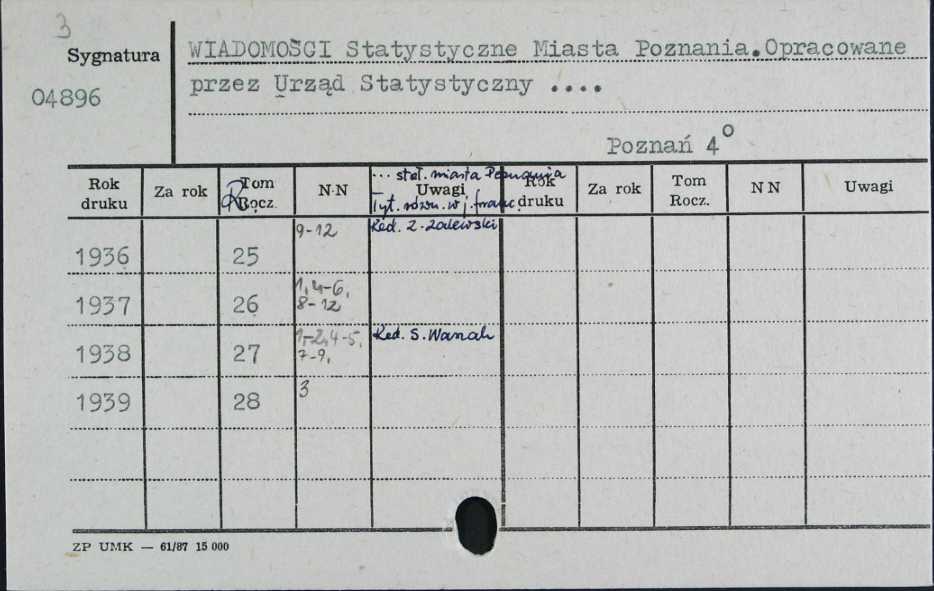 3
Sygnatura
04896
WIADOMOŚCI Statystyczne Miasta Poznania. Opracowane
przez Urząd Statystyczny ....
Poznań 4°
... stat. miasta Poznania
Tyt. równ. w j. franc.
Rok druku Za rok Tom Rocz. N·N Uwagi Rok druku Za rok Tom Rocz. N N Uwagi
R.
1936 25 9-12 Red. Z. Zalewski
1937 26 1, 4-6, 8-12
1938 27 1-2, 4-5, 7-9, Red. S. Waszak
1939 28 3
ZP UMK — 61/87 15 000